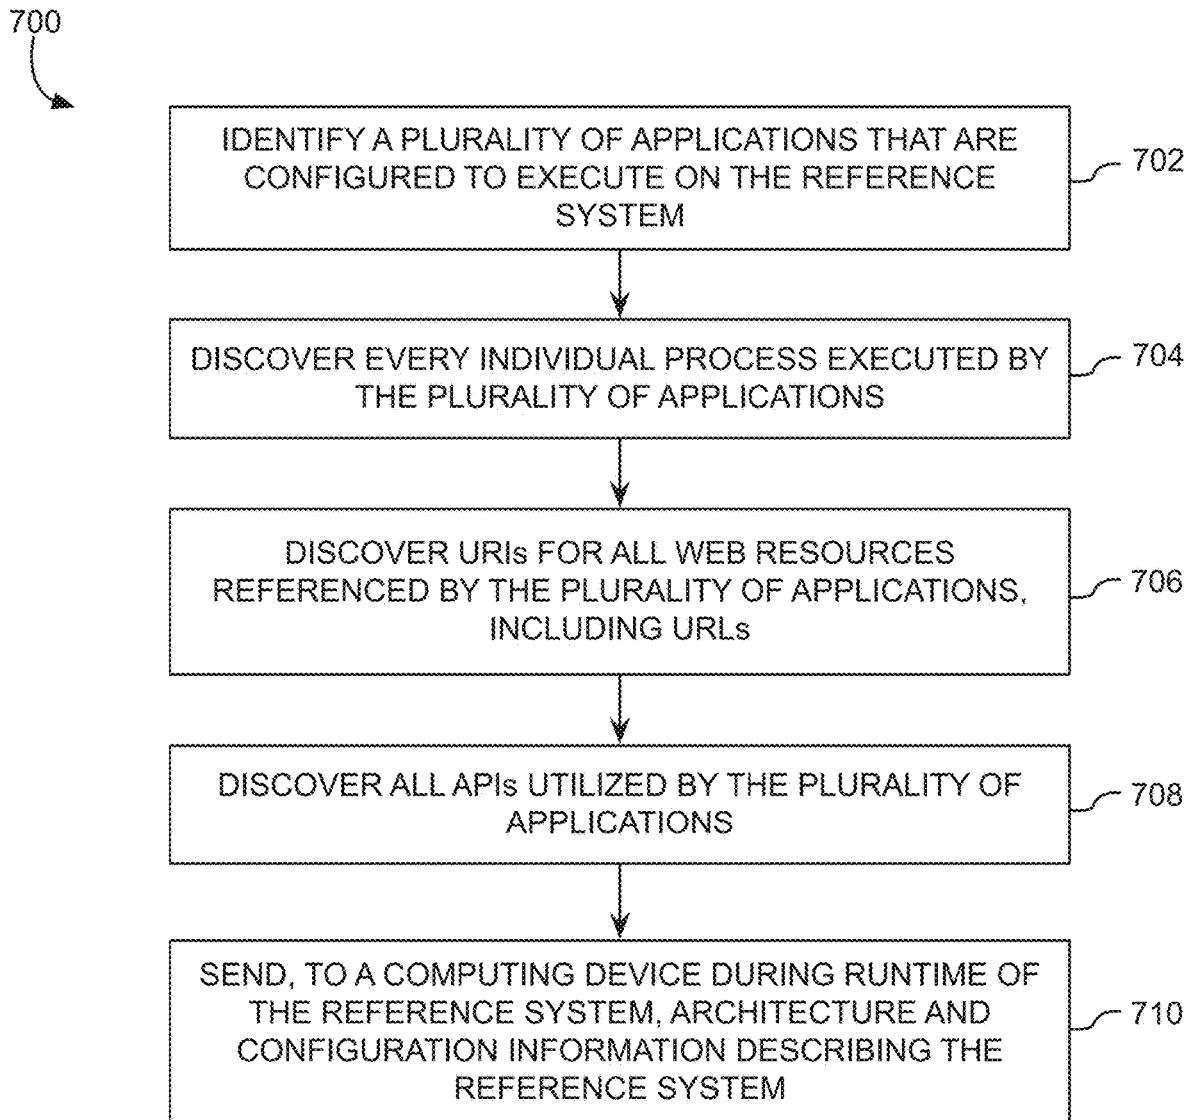 700
IDENTIFY A PLURALITY OF APPLICATIONS THAT ARE
CONFIGURED TO EXECUTE ON THE REFERENCE
SYSTEM
702
DISCOVER EVERY INDIVIDUAL PROCESS EXECUTED BY
THE PLURALITY OF APPLICATIONS
704
DISCOVER URIs FOR ALL WEB RESOURCES
REFERENCED BY THE PLURALITY OF APPLICATIONS,
INCLUDING URLs
706
DISCOVER ALL APIs UTILIZED BY THE PLURALITY OF
APPLICATIONS
708
SEND, TO A COMPUTING DEVICE DURING RUNTIME OF
THE REFERENCE SYSTEM, ARCHITECTURE AND
CONFIGURATION INFORMATION DESCRIBING THE
REFERENCE SYSTEM
710